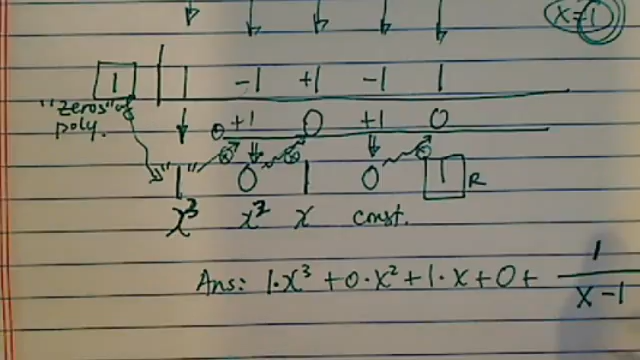 x=1
1 1 -1 +1 -1 1
"zeros" of
poly.
+1 0 +1 0
"1" 0 1 0 1 R
x³ x² x const.
Ans: 1·x³ +0·x² +1·x+0+ 1/(x-1)